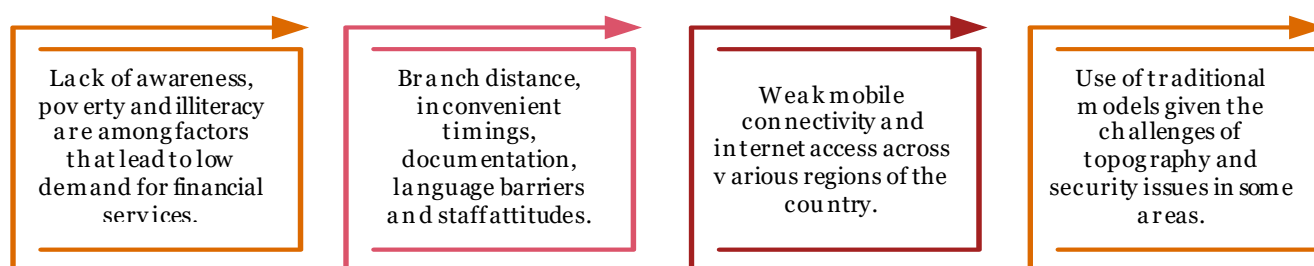 Lack of awareness,
poverty and illiteracy
are among factors
that lead to low
demand for financial
services.
Branch distance,
inconvenient
timings,
documentation,
language barriers
and staff attitudes.
Weak mobile
connectivity and
internet access across
various regions of the
country.
Use of traditional
models given the
challenges of
topography and
security issues in some
areas.